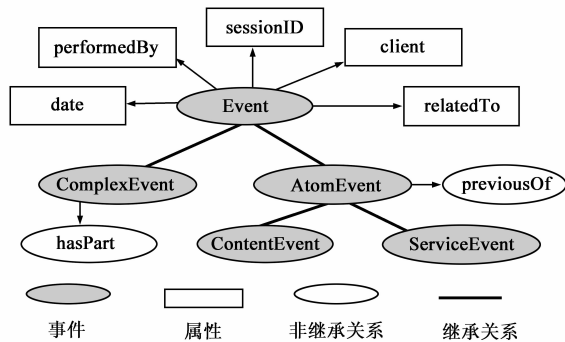 sessionID
performedBy
client
date
Event
relatedTo
ComplexEvent
AtomEvent
previousOf
hasPart
ContentEvent
ServiceEvent
事件
属性
非继承关系
继承关系